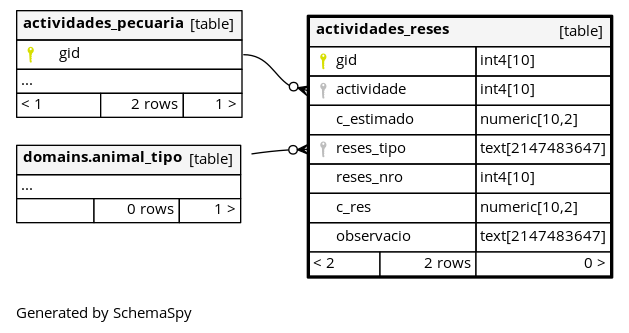 actividades_pecuaria [table]
gid
...
< 1 2 rows 1 >
domains.animal_tipo [table]
...
0 rows 1 >
actividades_reses [table]
gid int4[10]
actividade int4[10]
c_estimado numeric[10,2]
reses_tipo text[2147483647]
reses_nro int4[10]
c_res numeric[10,2]
observacio text[2147483647]
< 2 2 rows 0 >
Generated by SchemaSpy